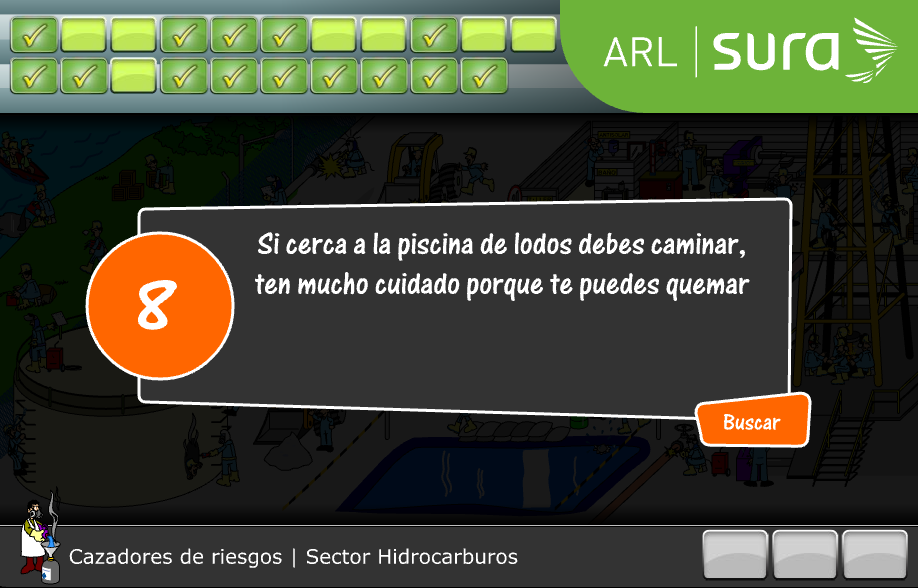 ARL | sura
8
Si cerca a la piscina de lodos debes caminar,
ten mucho cuidado porque te puedes quemar
Buscar
Cazadores de riesgos | Sector Hidrocarburos